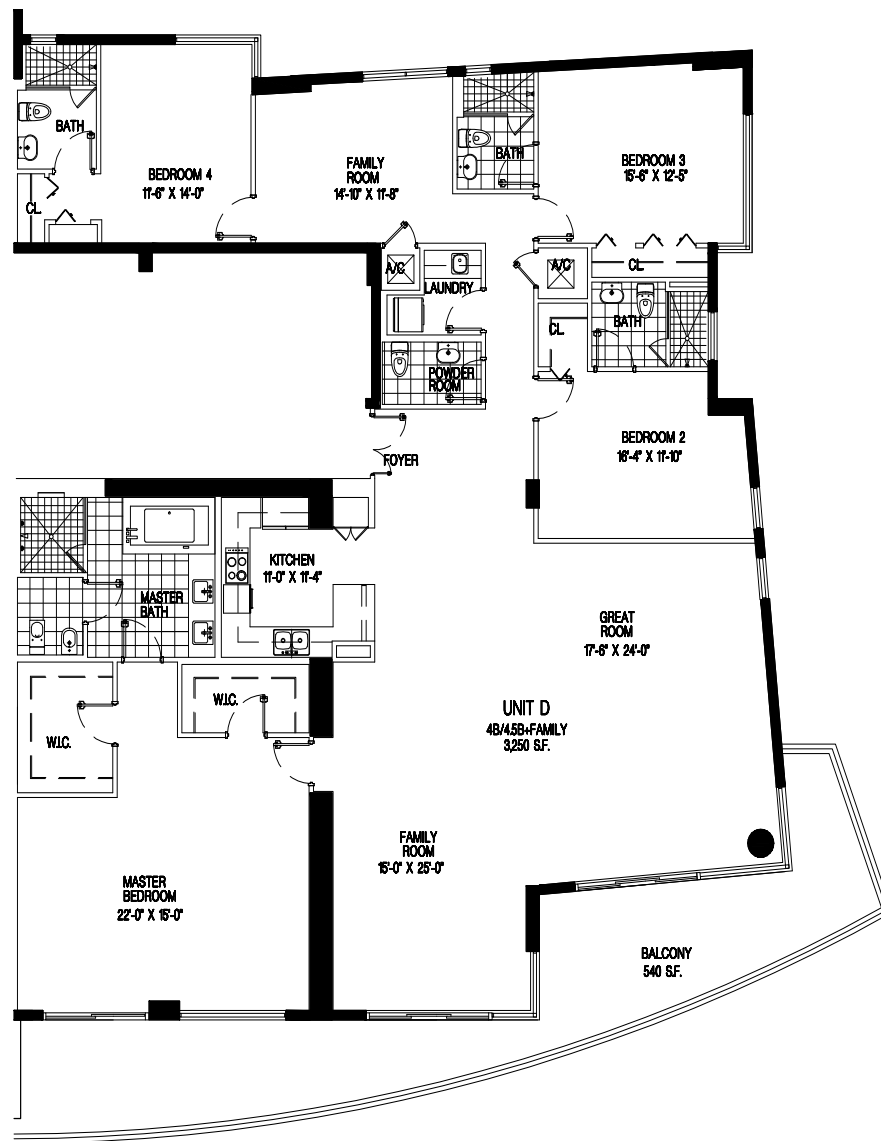 BATH
BEDROOM 4
11'-6" X 14'-0"
CL
FAMILY
ROOM
14'-10" X 11'-8"
BATH
BEDROOM 3
15'-6" X 12'-5"
A/C
LAUNDRY
A/C
CL
CL
BATH
POWDER
ROOM
BEDROOM 2
16'-4" X 11'-10"
FOYER
KITCHEN
11'-0" X 11'-4"
MASTER
BATH
GREAT
ROOM
17'-6" X 24'-0"
W.I.C.
W.I.C.
UNIT D
4B/4.5B+FAMILY
3,250 S.F.
FAMILY
ROOM
15'-0" X 25'-0"
MASTER
BEDROOM
22'-0" X 15'-0"
BALCONY
540 S.F.